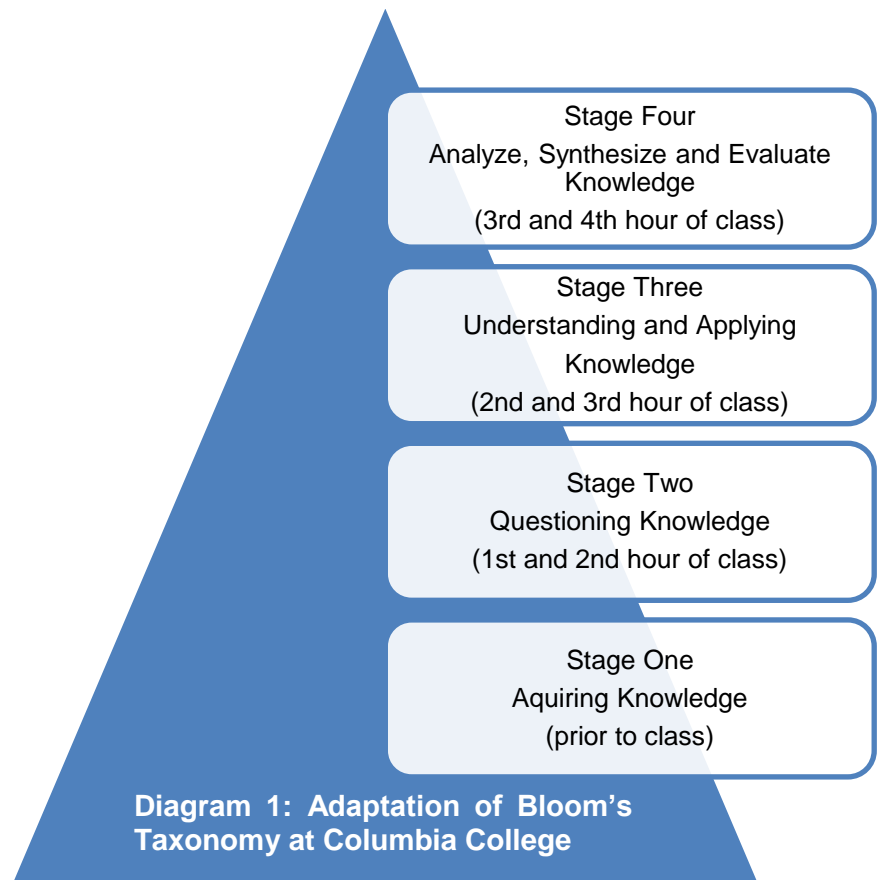 Stage Four
Analyze, Synthesize and Evaluate
Knowledge
(3rd and 4th hour of class)
Stage Three
Understanding and Applying
Knowledge
(2nd and 3rd hour of class)
Stage Two
Questioning Knowledge
(1st and 2nd hour of class)
Stage One
Aquiring Knowledge
(prior to class)
Diagram 1: Adaptation of Bloom’s
Taxonomy at Columbia College